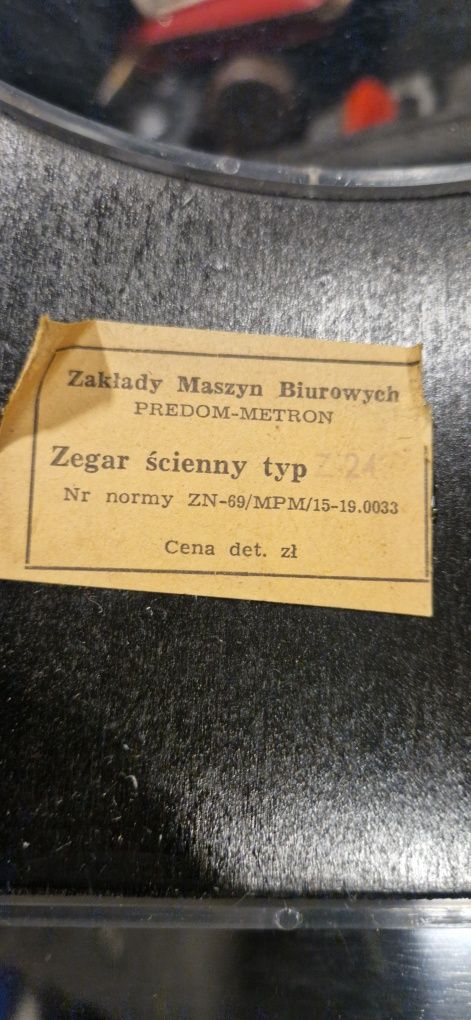 Zakłady Maszyn Biurowych
PREDOM-METRON
Zegar ścienny typ Z 24
Nr normy ZN-69/MPM/15-19.0033
Cena det. zł